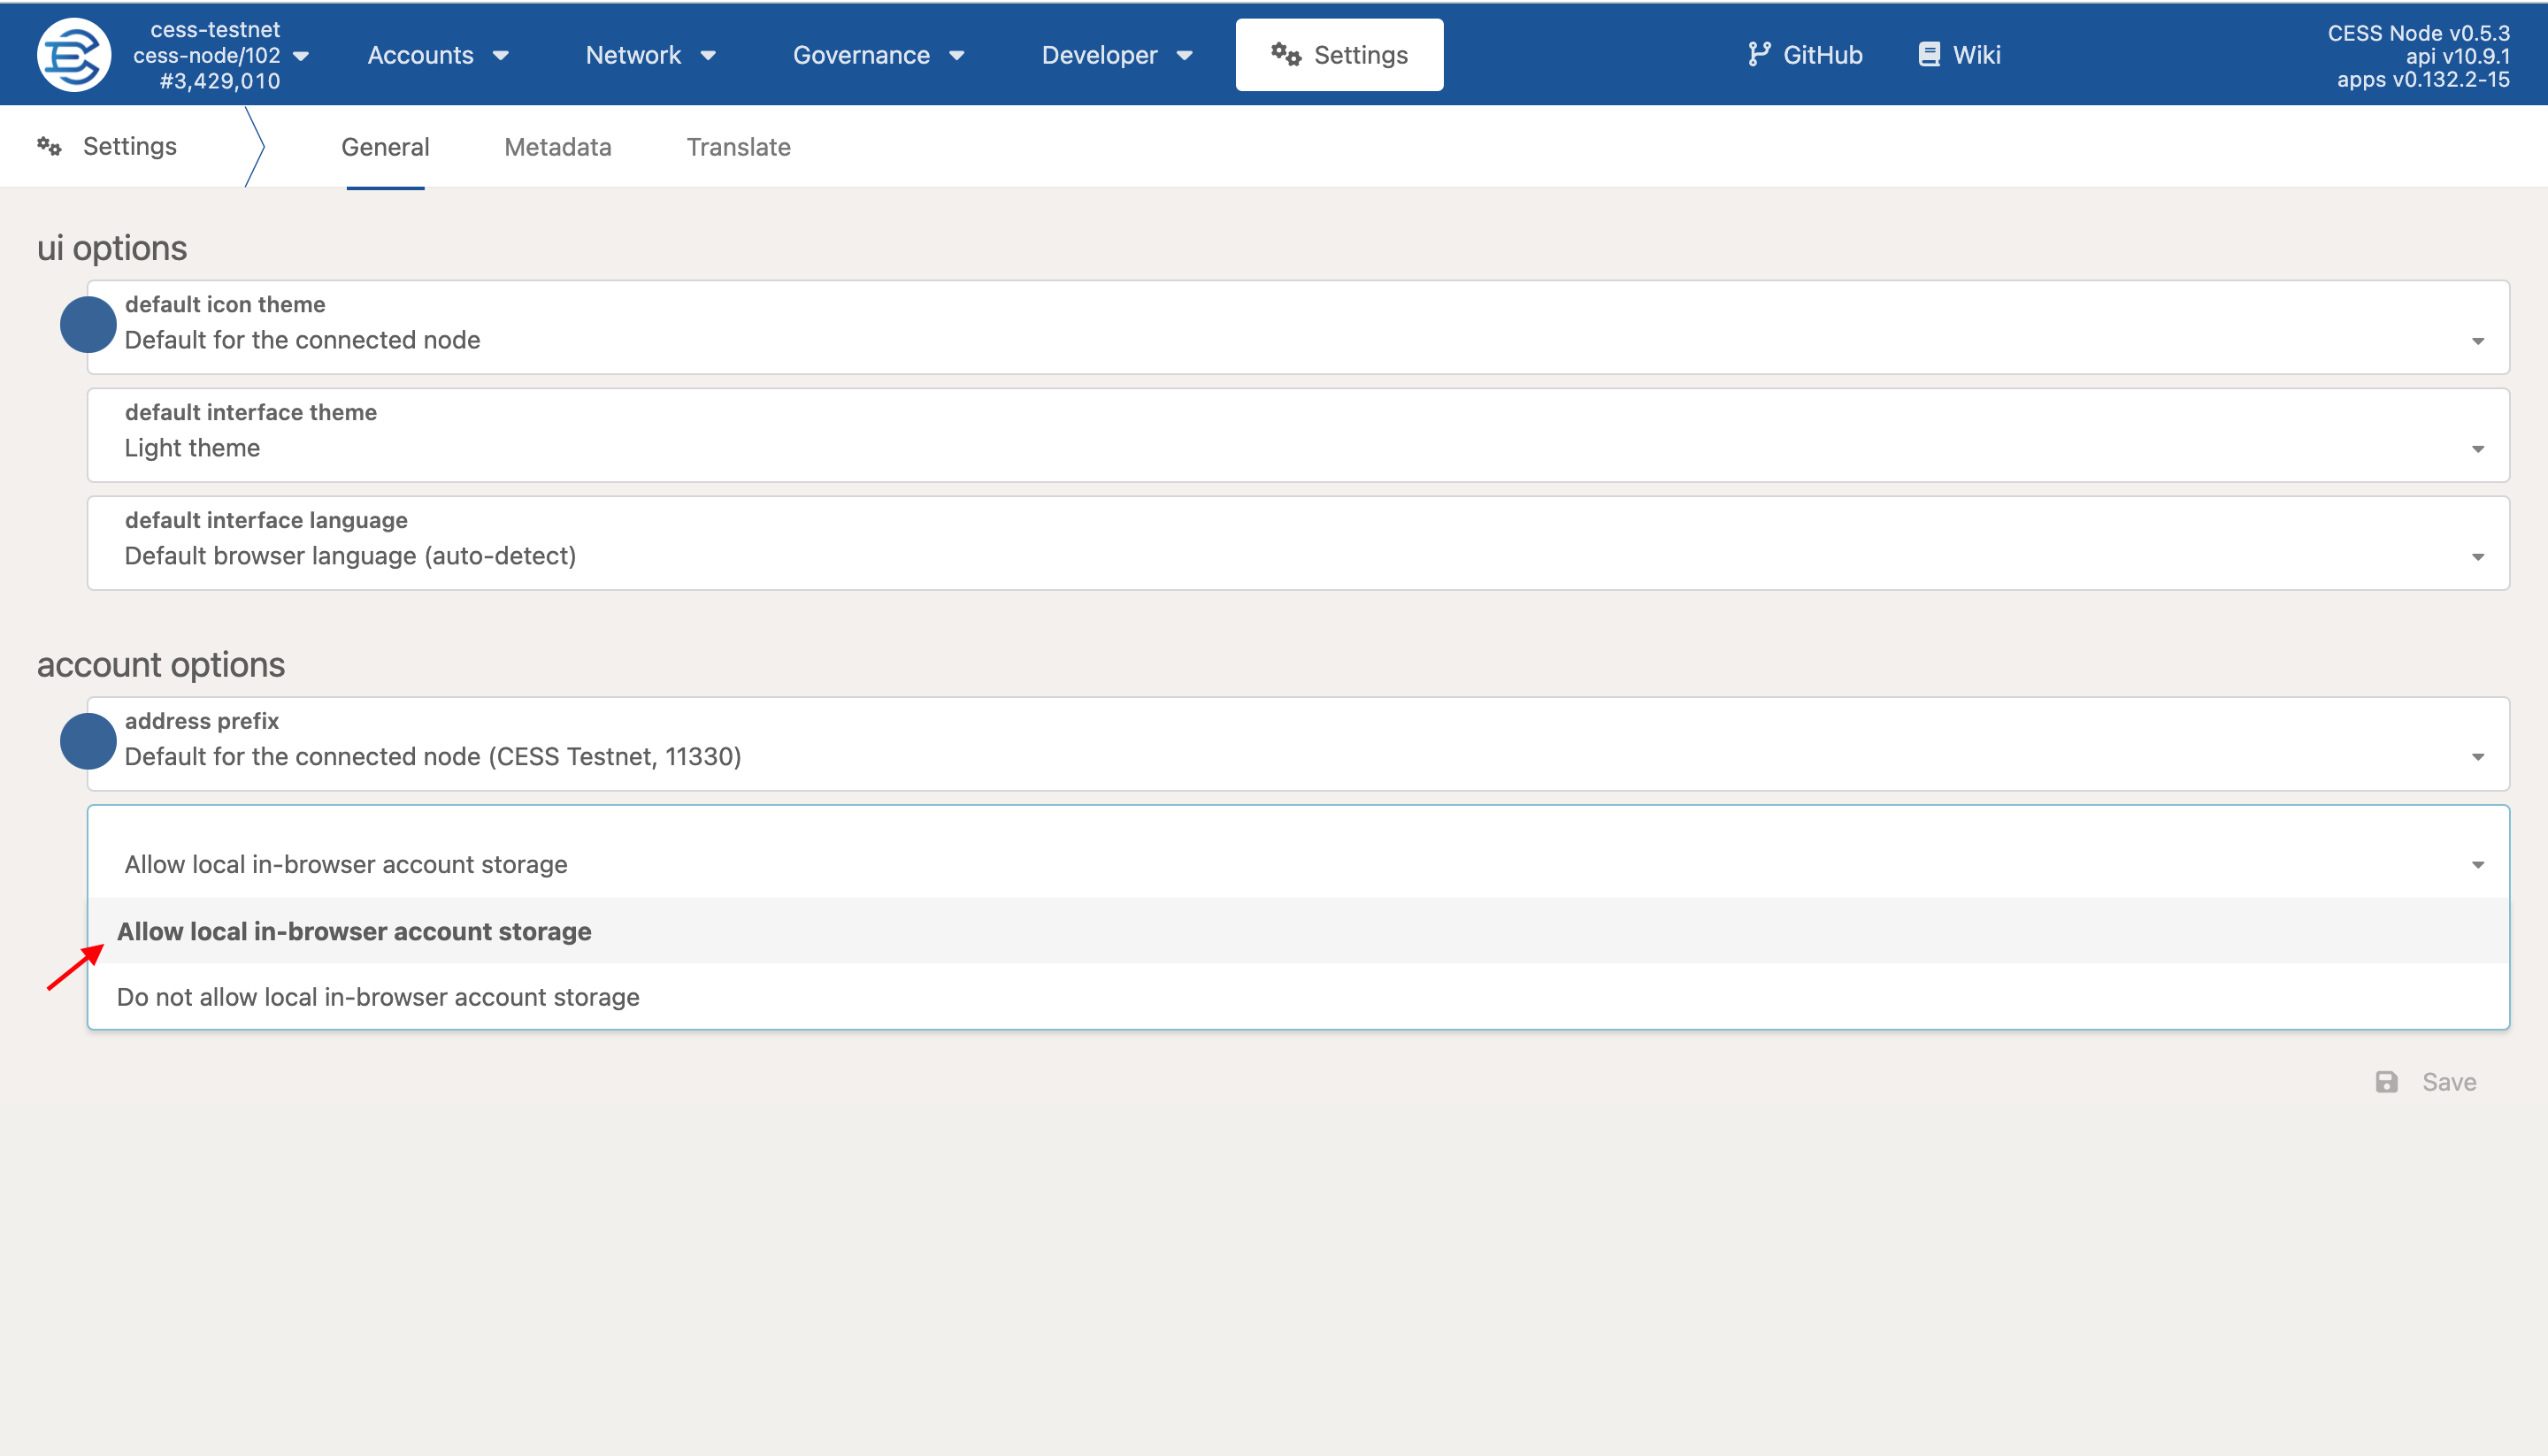 cess-testnet
cess-node/102
#3,429,010
Accounts
Network
Governance
Developer
Settings
GitHub
Wiki
CESS Node v0.5.3
api v10.9.1
apps v0.132.2-15
Settings
General
Metadata
Translate
ui options
default icon theme
Default for the connected node
default interface theme
Light theme
default interface language
Default browser language (auto-detect)
account options
address prefix
Default for the connected node (CESS Testnet, 11330)
Allow local in-browser account storage
Allow local in-browser account storage
Do not allow local in-browser account storage
Save